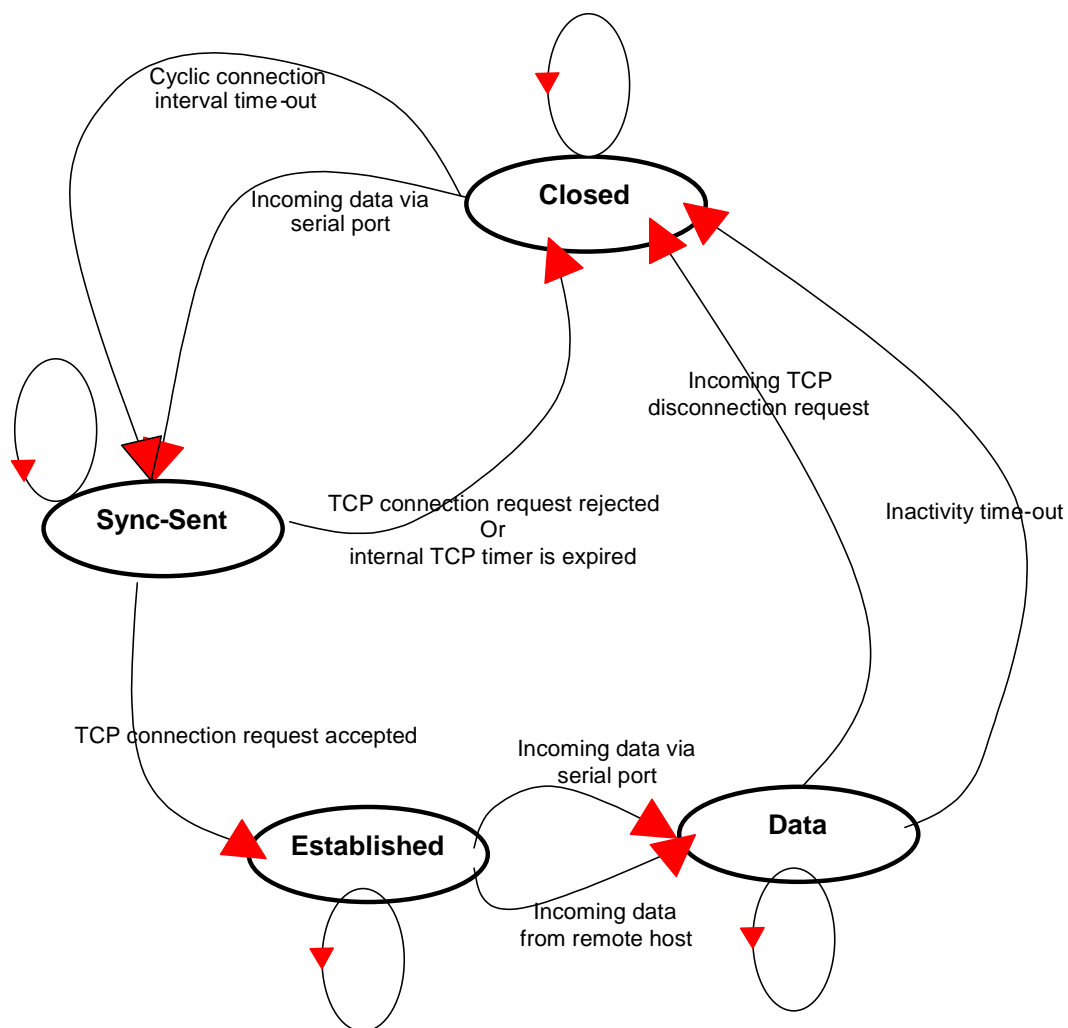 Cyclic connection
interval time-out
Closed
Incoming data via
serial port
Incoming TCP
disconnection request
TCP connection request rejected
Or
internal TCP timer is expired
Inactivity time-out
Sync-Sent
TCP connection request accepted
Incoming data via
serial port
Established
Data
Incoming data
from remote host